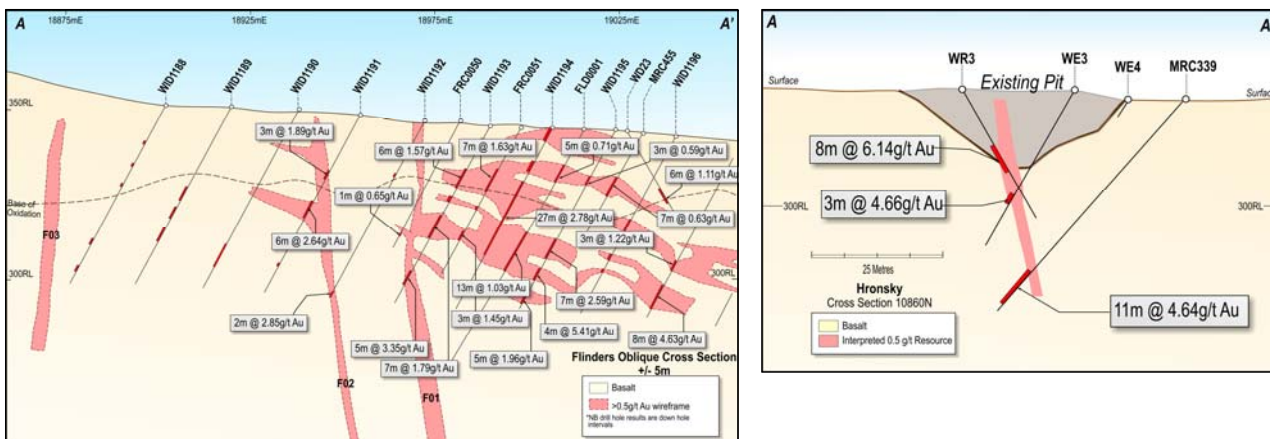 A
A'
18875mE
18925mE
18975mE
19025mE
WID1188
WID1189
WID1190
WID1191
WID1192
FRC0050
WID1193
FRC0051
WID1194
FLD0001
WID1195
WD23
MRC455
WID1196
350RL
3m @ 1.89g/t Au
6m @ 1.57g/t Au
7m @ 1.63g/t Au
5m @ 0.71g/t Au
3m @ 0.59g/t Au
6m @ 1.11g/t Au
1m @ 0.65g/t Au
Base of
Oxidation
27m @ 2.78g/t Au
7m @ 0.63g/t Au
6m @ 2.64g/t Au
3m @ 1.22g/t Au
F03
300RL
300RL
13m @ 1.03g/t Au
7m @ 2.59g/t Au
2m @ 2.85g/t Au
3m @ 1.45g/t Au
4m @ 5.41g/t Au
8m @ 4.63g/t Au
5m @ 3.35g/t Au
5m @ 1.96g/t Au
7m @ 1.79g/t Au
F02
F01
Flinders Oblique Cross Section
+/- 5m
Basalt
>0.5g/t Au wireframe
*NB drill hole results are down hole
intervals
A
A
WR3
WE3
WE4
MRC339
Existing Pit
Surface
Surfac
8m @ 6.14g/t Au
3m @ 4.66g/t Au
300RL
300RL
25 Metres
Hronsky
Cross Section 10860N
Basalt
Interpreted 0.5 g/t Resource
11m @ 4.64g/t Au